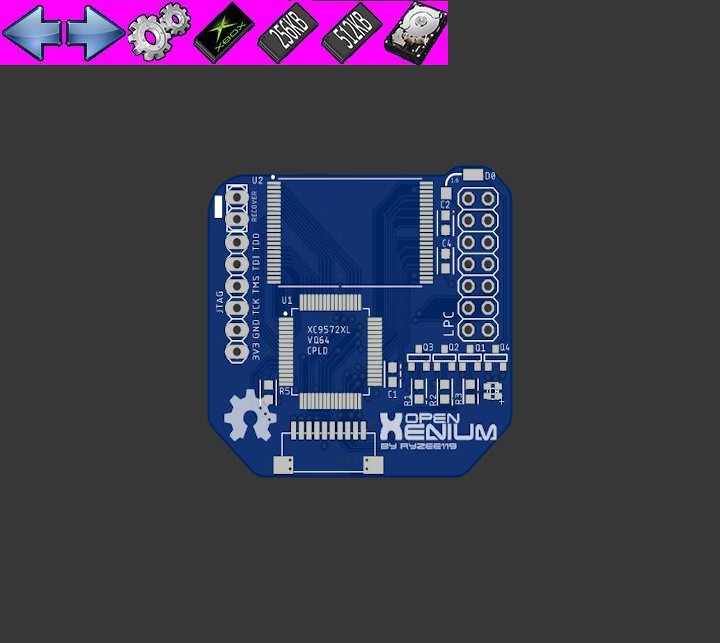 XBOX
256KB
512KB
U2
D0
RECOVER
C2
C4
JTAG
3V3 GND TCK TMS TDI TDO
LPC
U1
XC9572XL
VQ64
CPLD
Q3
Q2
Q1
Q4
R5
C1
R1
R2
R3
+
OPEN
XENIUM
BY RYZEE119